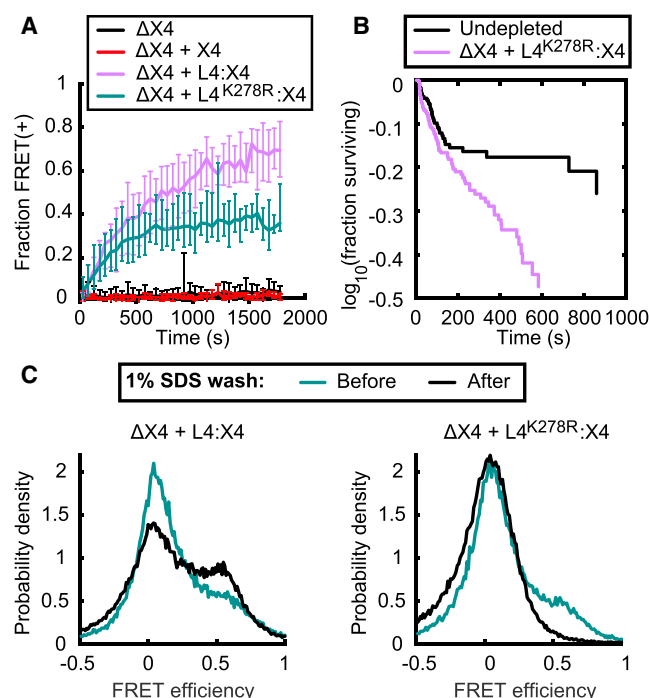 A
ΔX4
ΔX4 + X4
ΔX4 + L4:X4
ΔX4 + L4K278R:X4
Fraction FRET(+)
1
0.8
0.6
0.4
0.2
0
0 500 1000 1500 2000
Time (s)
B
Undepleted
ΔX4 + L4K278R:X4
log10(fraction surviving)
0
-0.1
-0.2
-0.3
-0.4
-0.5
0 200 400 600 800 1000
Time (s)
C
1% SDS wash: Before After
ΔX4 + L4:X4
Probability density
2
1.5
1
0.5
0
-0.5 0 0.5 1
FRET efficiency
ΔX4 + L4K278R:X4
Probability density
2
1.5
1
0.5
0
-0.5 0 0.5 1
FRET efficiency